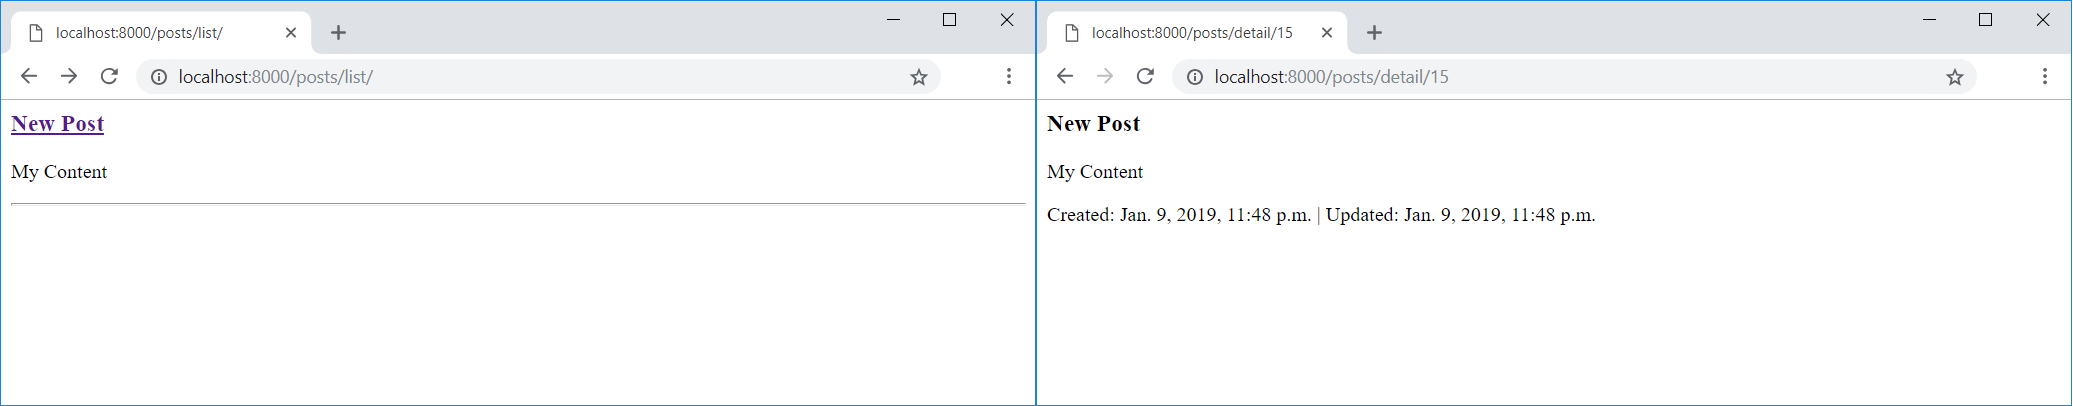 localhost:8000/posts/list/
localhost:8000/posts/list/
New Post
My Content
localhost:8000/posts/detail/15
localhost:8000/posts/detail/15
New Post
My Content
Created: Jan. 9, 2019, 11:48 p.m. | Updated: Jan. 9, 2019, 11:48 p.m.